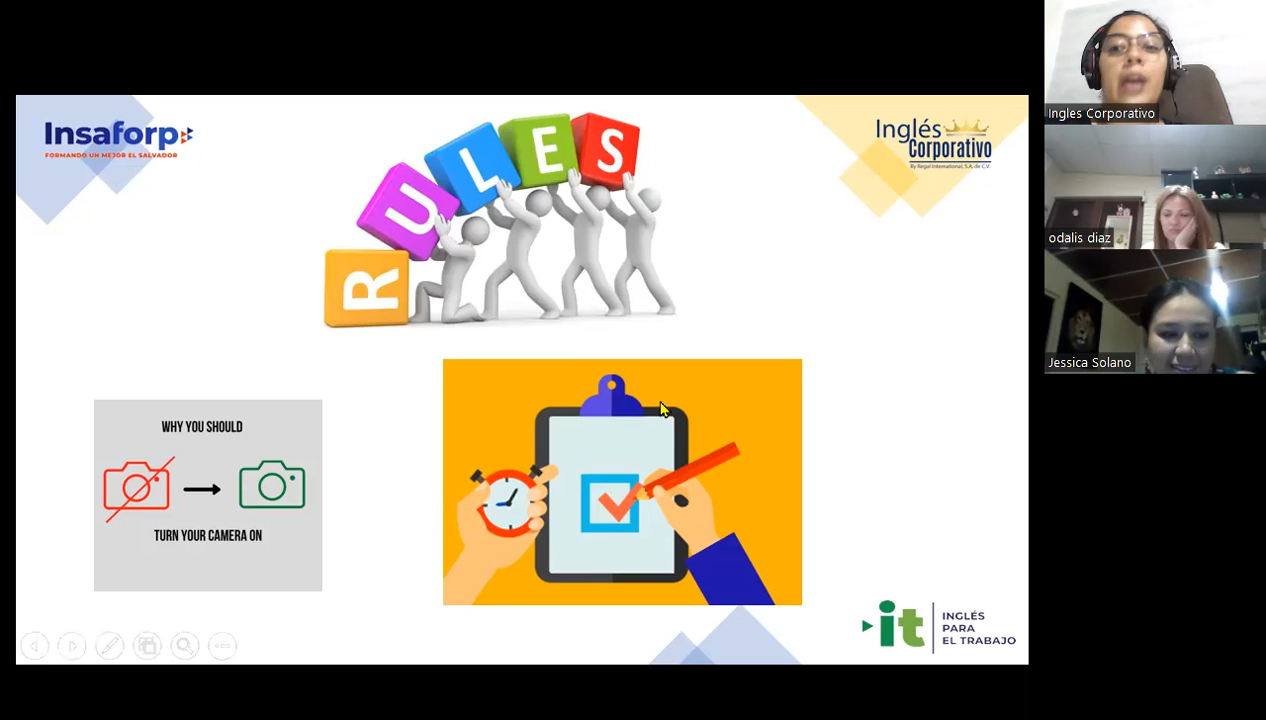 Insaforp
FORMANDO UN MEJOR EL SALVADOR
RULES
Inglés
Corporativo
By Regal International, S.A. de C.V.
WHY YOU SHOULD
TURN YOUR CAMERA ON
it
INGLÉS
PARA
EL TRABAJO
Ingles Corporativo
odalis diaz
Jessica Solano